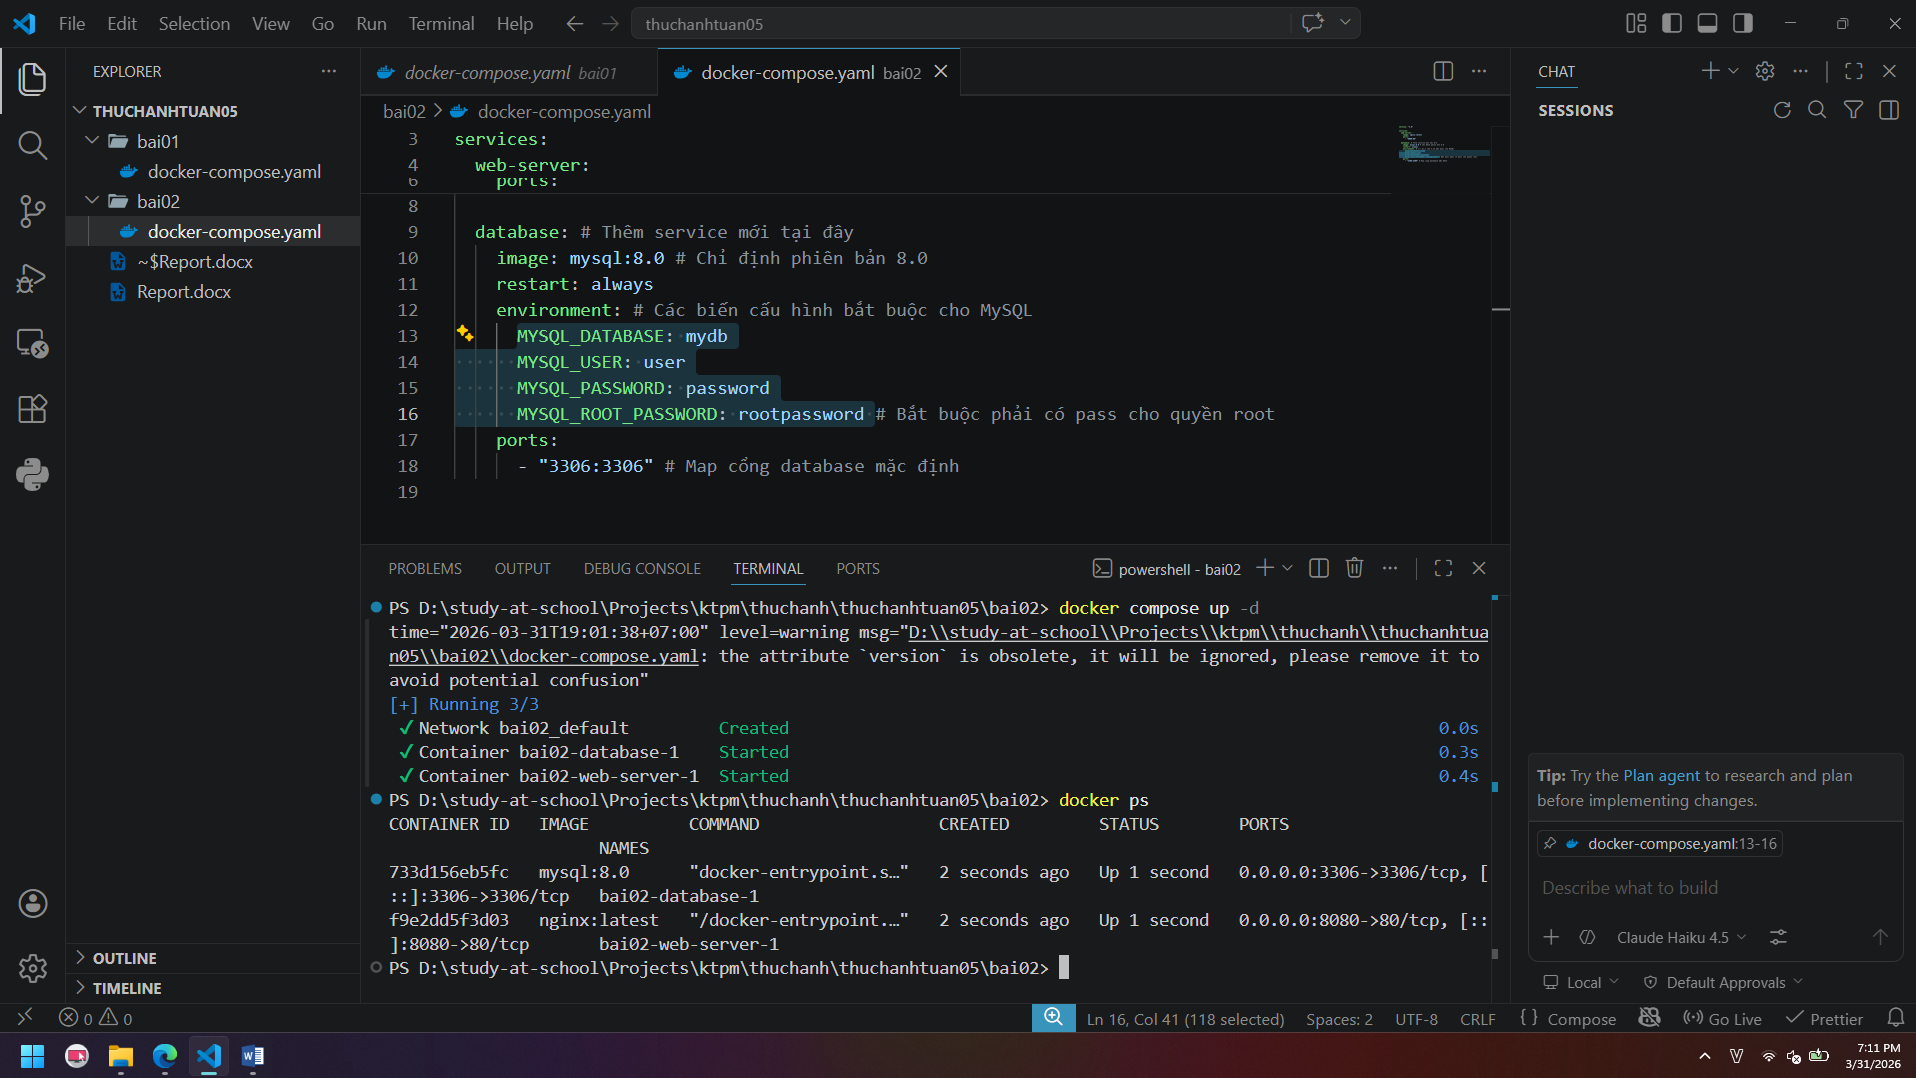 File Edit Selection View Go Run Terminal Help
thuchanhtuan05
EXPLORER
THUCHANHTUAN05
bai01
docker-compose.yaml
bai02
docker-compose.yaml
~$Report.docx
Report.docx
OUTLINE
TIMELINE
docker-compose.yaml bai01
docker-compose.yaml bai02
bai02 > docker-compose.yaml
3 services:
4 web-server:
6 ports:
8
9 database: # Thêm service mới tại đây
10 image: mysql:8.0 # Chỉ định phiên bản 8.0
11 restart: always
12 environment: # Các biến cấu hình bắt buộc cho MySQL
13 MYSQL_DATABASE: mydb
14 MYSQL_USER: user
15 MYSQL_PASSWORD: password
16 MYSQL_ROOT_PASSWORD: rootpassword # Bắt buộc phải có pass cho quyền root
17 ports:
18 - "3306:3306" # Map cổng database mặc định
19
PROBLEMS OUTPUT DEBUG CONSOLE TERMINAL PORTS
powershell - bai02
PS D:\study-at-school\Projects\ktpm\thuchanh\thuchanhtuan05\bai02> docker compose up -d
time="2026-03-31T19:01:38+07:00" level=warning msg="D:\\study-at-school\\Projects\\ktpm\\thuchanh\\thuchanhtua
n05\\bai02\\docker-compose.yaml: the attribute `version` is obsolete, it will be ignored, please remove it to
avoid potential confusion"
[+] Running 3/3
✔ Network bai02_default Created 0.0s
✔ Container bai02-database-1 Started 0.3s
✔ Container bai02-web-server-1 Started 0.4s
PS D:\study-at-school\Projects\ktpm\thuchanh\thuchanhtuan05\bai02> docker ps
CONTAINER ID IMAGE COMMAND CREATED STATUS PORTS
NAMES
733d156eb5fc mysql:8.0 "docker-entrypoint.s…" 2 seconds ago Up 1 second 0.0.0.0:3306->3306/tcp, [
::]:3306->3306/tcp bai02-database-1
f9e2dd5f3d03 nginx:latest "/docker-entrypoint.…" 2 seconds ago Up 1 second 0.0.0.0:8080->80/tcp, [::
]:8080->80/tcp bai02-web-server-1
PS D:\study-at-school\Projects\ktpm\thuchanh\thuchanhtuan05\bai02>
CHAT
SESSIONS
Tip: Try the Plan agent to research and plan
before implementing changes.
docker-compose.yaml:13-16
Describe what to build
Claude Haiku 4.5
Local Default Approvals
0 0
Ln 16, Col 41 (118 selected) Spaces: 2 UTF-8 CRLF { } Compose Go Live Prettier
7:11 PM
3/31/2026